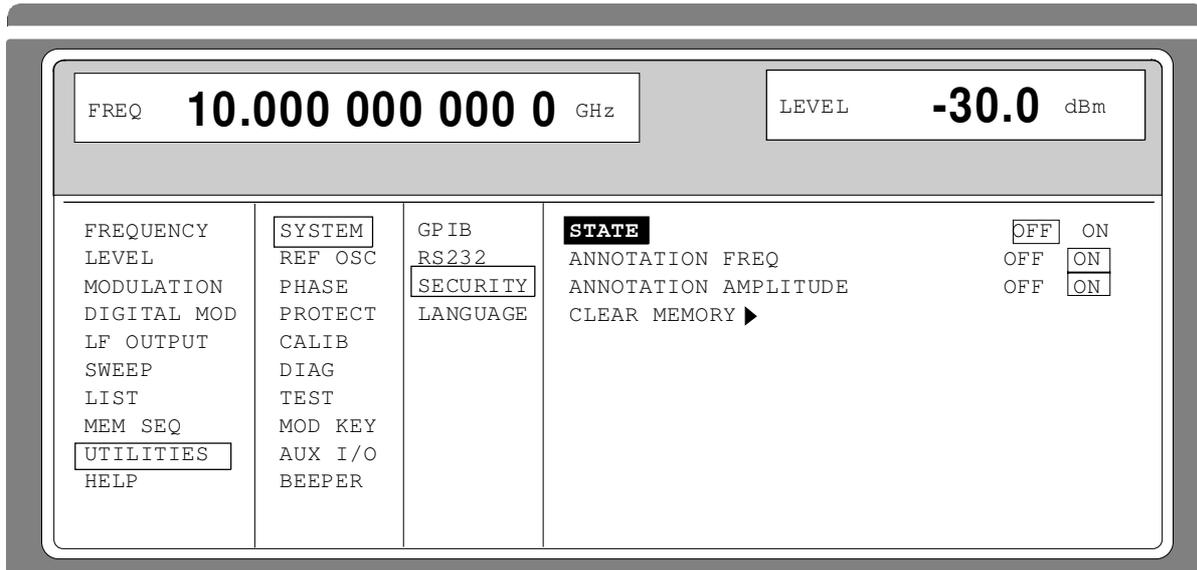 FREQ 10.000 000 000 0 GHz
LEVEL -30.0 dBm
FREQUENCY
LEVEL
MODULATION
DIGITAL MOD
LF OUTPUT
SWEEP
LIST
MEM SEQ
UTILITIES
HELP
SYSTEM
REF OSC
PHASE
PROTECT
CALIB
DIAG
TEST
MOD KEY
AUX I/O
BEEPER
GPIB
RS232
SECURITY
LANGUAGE
STATE OFF ON
ANNOTATION FREQ OFF ON
ANNOTATION AMPLITUDE OFF ON
CLEAR MEMORY